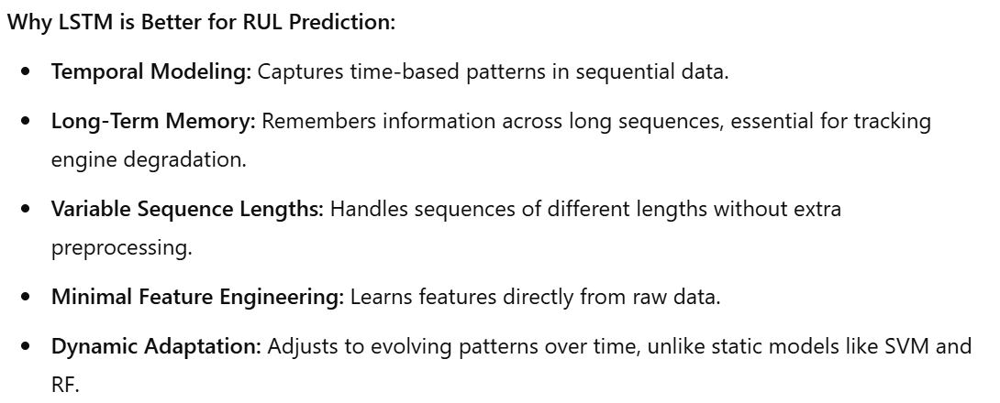 Why LSTM is Better for RUL Prediction:
• Temporal Modeling: Captures time-based patterns in sequential data.
• Long-Term Memory: Remembers information across long sequences, essential for tracking
engine degradation.
• Variable Sequence Lengths: Handles sequences of different lengths without extra
preprocessing.
• Minimal Feature Engineering: Learns features directly from raw data.
• Dynamic Adaptation: Adjusts to evolving patterns over time, unlike static models like SVM and
RF.